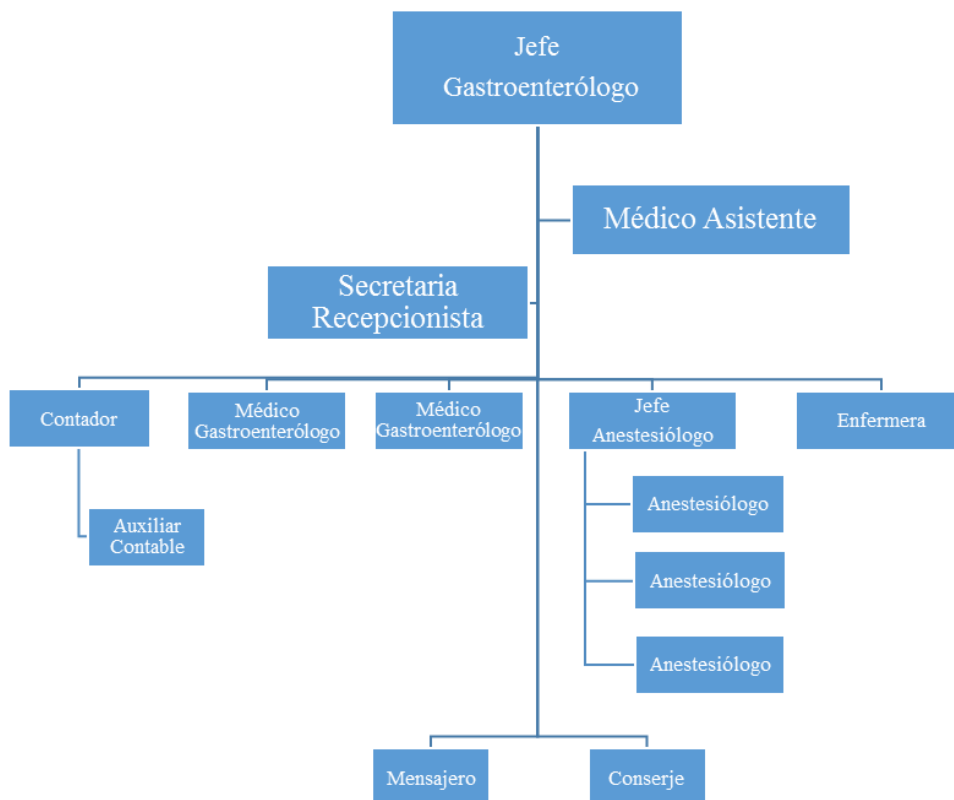 Jefe
Gastroenterólogo
Médico Asistente
Secretaria
Recepcionista
Contador
Médico
Gastroenterólogo
Médico
Gastroenterólogo
Jefe
Anestesiólogo
Enfermera
Auxiliar
Contable
Anestesiólogo
Anestesiólogo
Anestesiólogo
Mensajero
Conserje